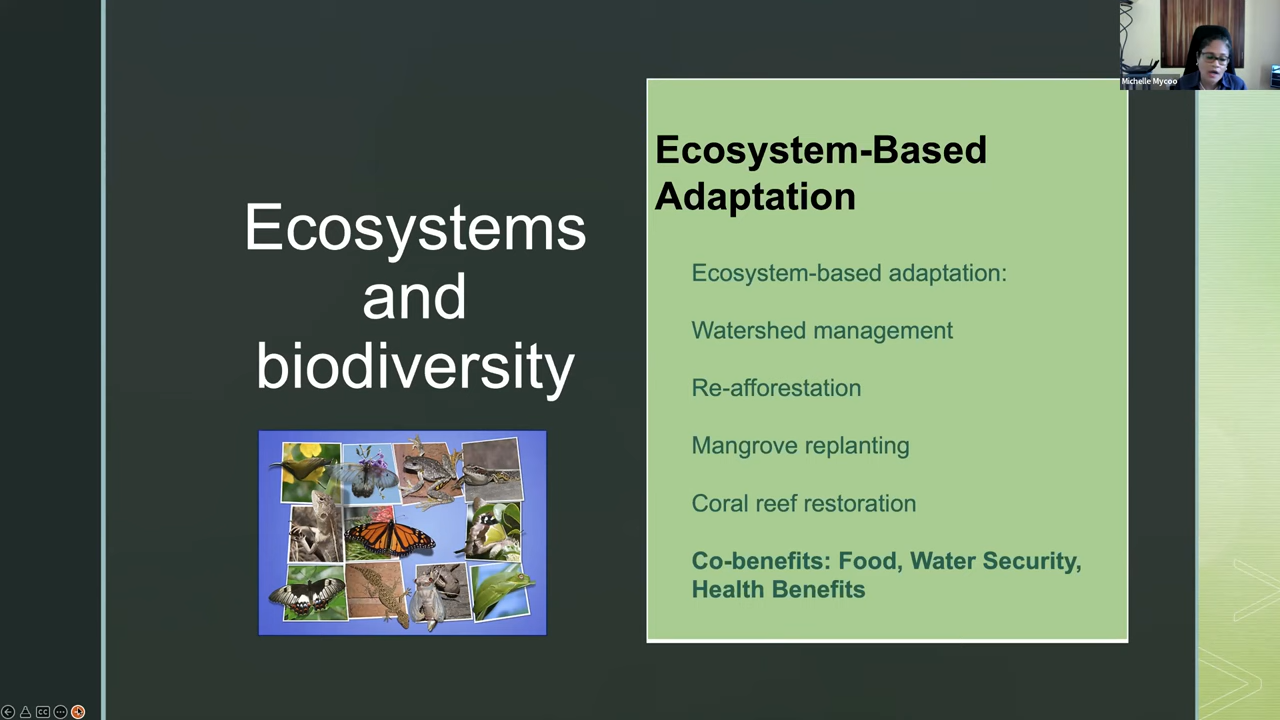 Michelle Mycoo
Ecosystems
and
biodiversity
Ecosystem-Based
Adaptation
Ecosystem-based adaptation:
Watershed management
Re-afforestation
Mangrove replanting
Coral reef restoration
Co-benefits: Food, Water Security,
Health Benefits
CC